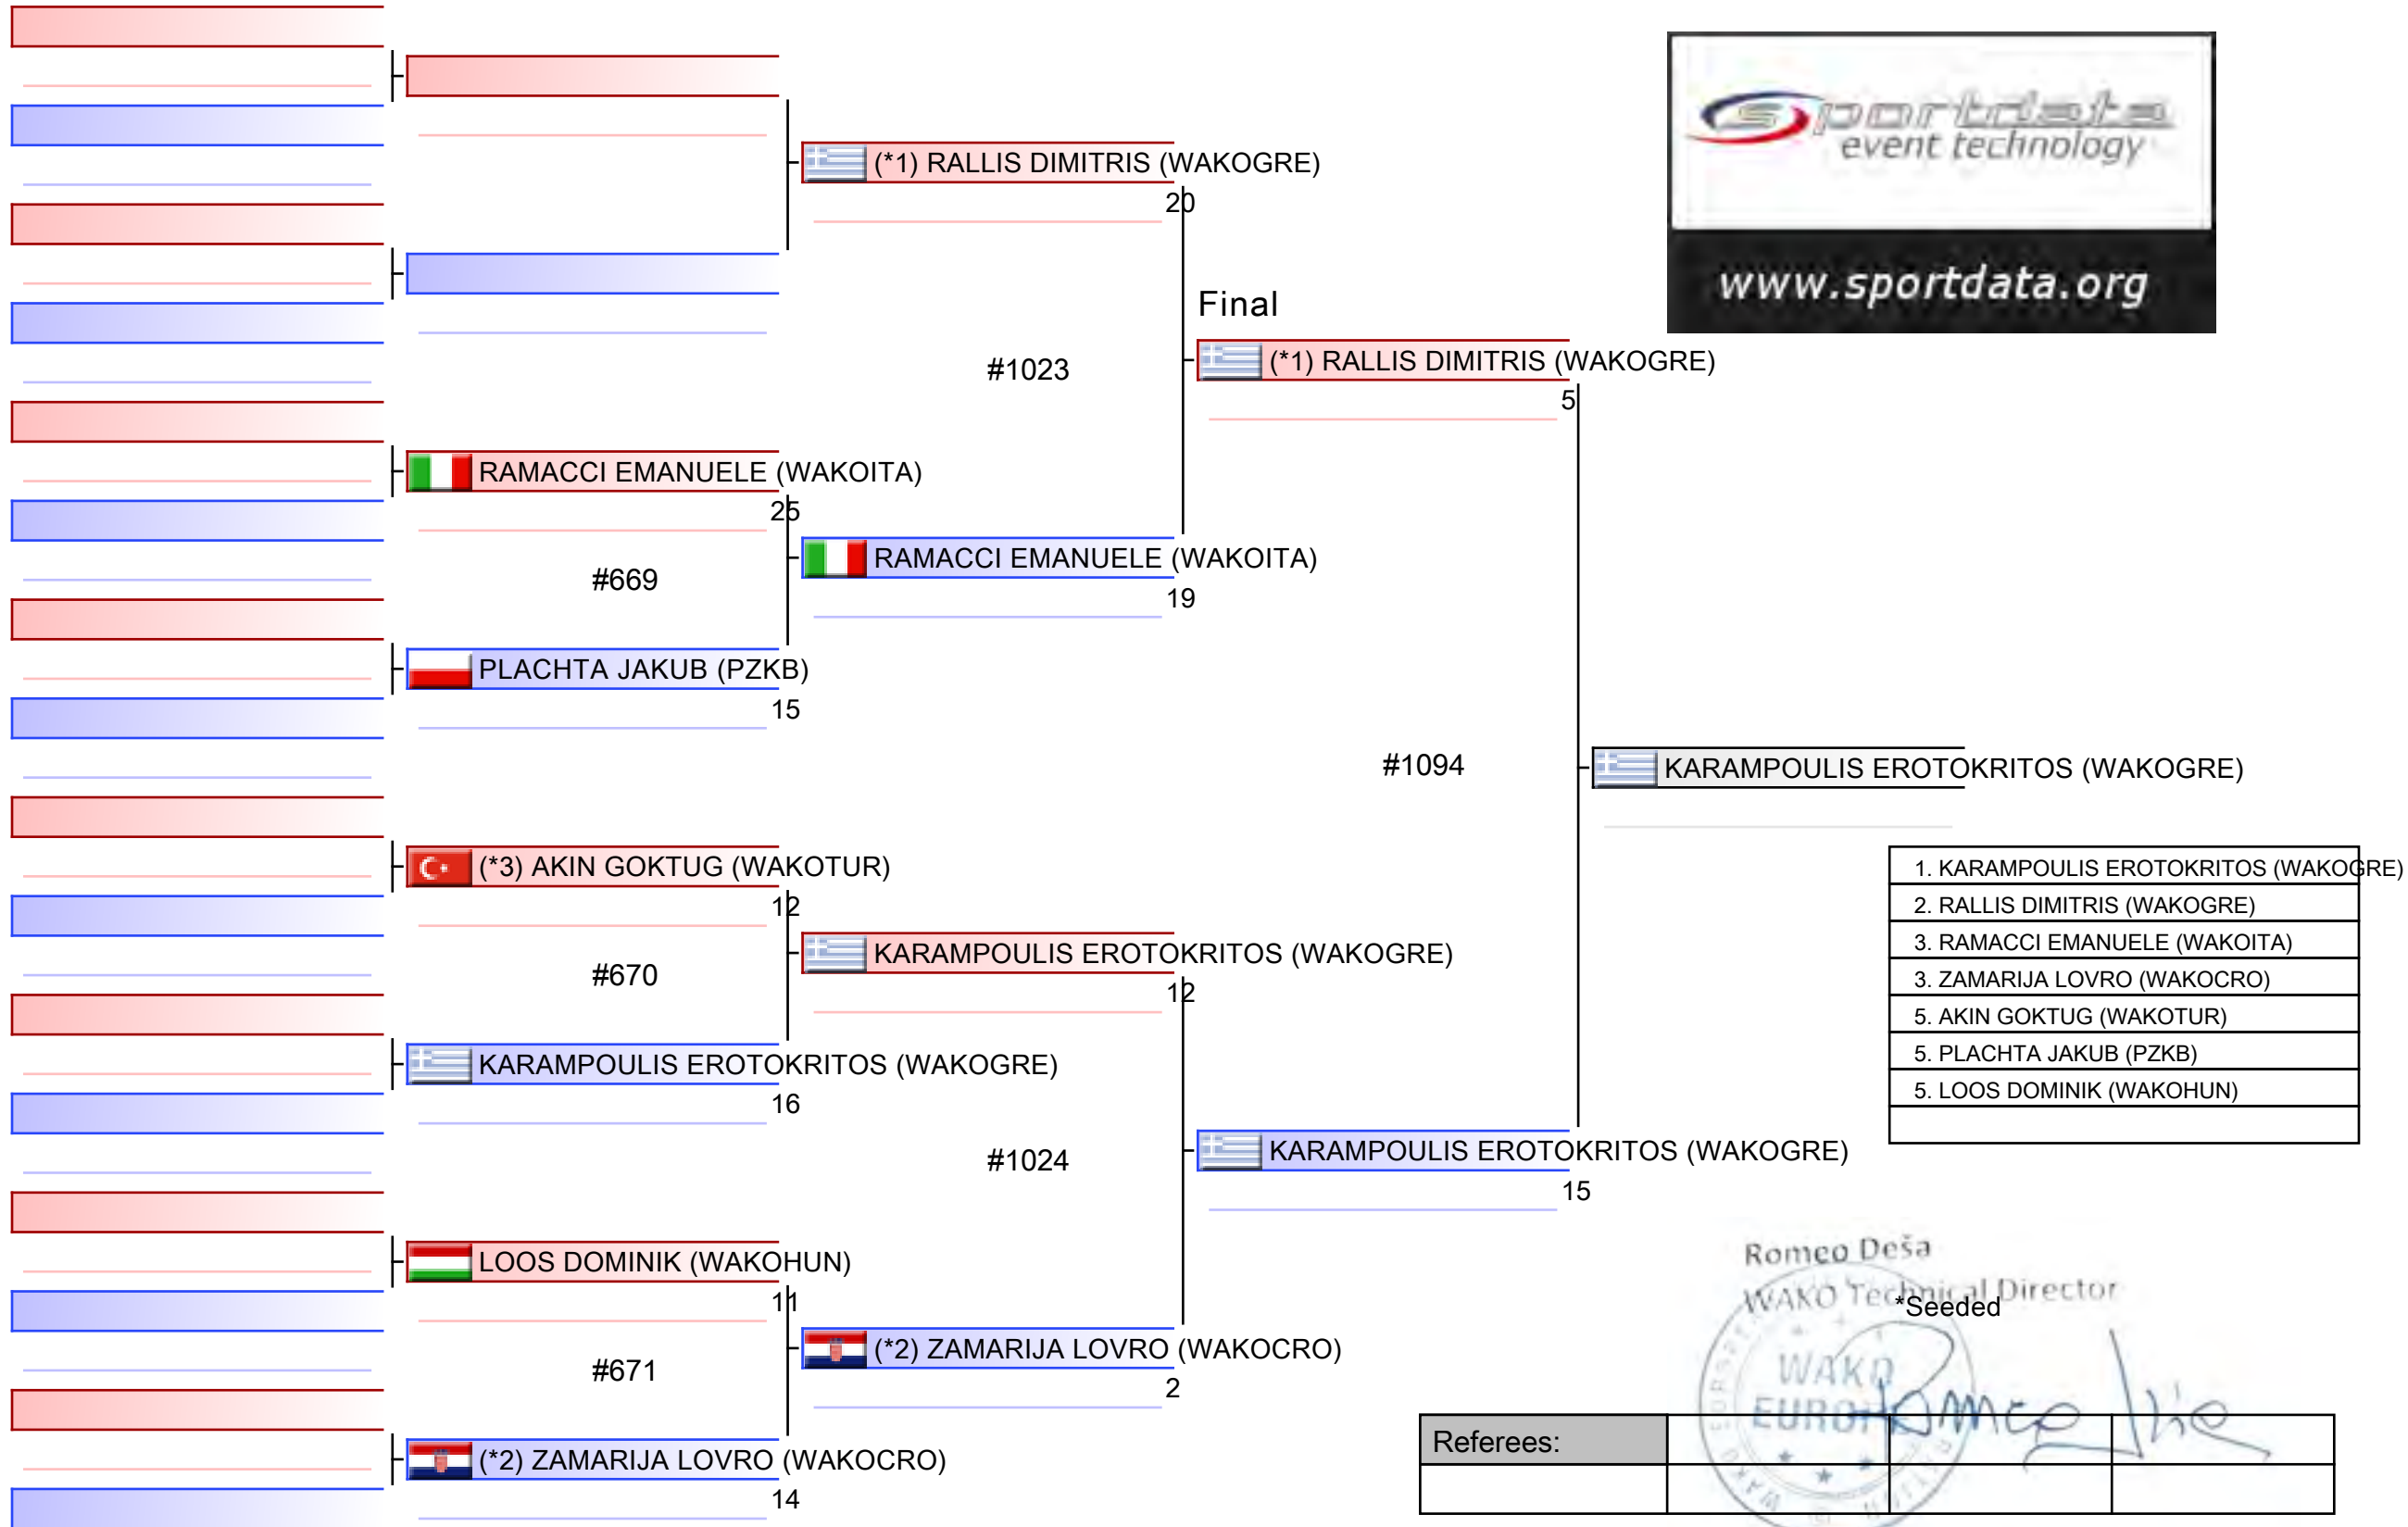 sportdata
event technology
www.sportdata.org
(*1) RALLIS DIMITRIS (WAKOGRE)
20
Final
#1023
(*1) RALLIS DIMITRIS (WAKOGRE)
5
RAMACCI EMANUELE (WAKOITA)
25
RAMACCI EMANUELE (WAKOITA)
19
#669
PLACHTA JAKUB (PZKB)
15
#1094
KARAMPOULIS EROTOKRITOS (WAKOGRE)
(*3) AKIN GOKTUG (WAKOTUR)
12
KARAMPOULIS EROTOKRITOS (WAKOGRE)
12
#670
KARAMPOULIS EROTOKRITOS (WAKOGRE)
16
#1024
KARAMPOULIS EROTOKRITOS (WAKOGRE)
15
LOOS DOMINIK (WAKOHUN)
11
(*2) ZAMARIJA LOVRO (WAKOCRO)
2
#671
(*2) ZAMARIJA LOVRO (WAKOCRO)
14
1. KARAMPOULIS EROTOKRITOS (WAKOGRE)
2. RALLIS DIMITRIS (WAKOGRE)
3. RAMACCI EMANUELE (WAKOITA)
3. ZAMARIJA LOVRO (WAKOCRO)
5. AKIN GOKTUG (WAKOTUR)
5. PLACHTA JAKUB (PZKB)
5. LOOS DOMINIK (WAKOHUN)
Romeo Deša
WAKO Technical Director
*Seeded
WAKO
EUROPE
Referees: